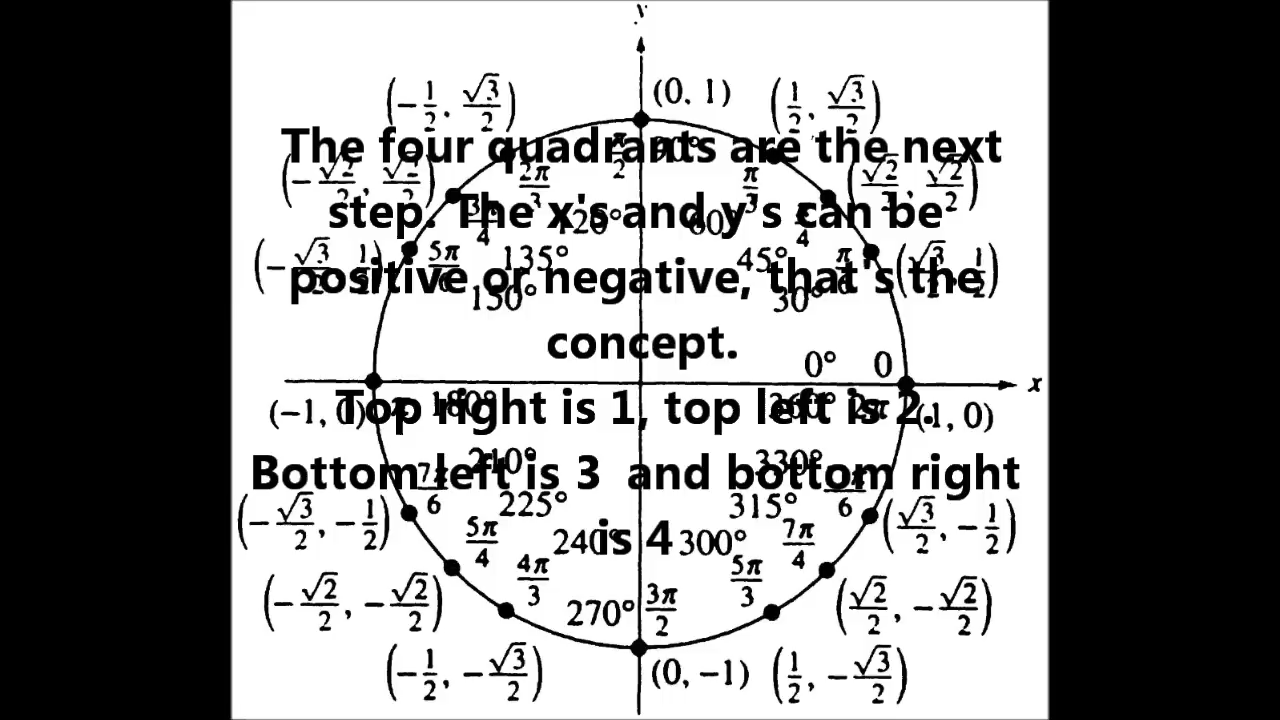 y
(0, 1)
(-1/2, √3/2)
(1/2, √3/2)
The four quadrants are the next
(-√2/2, √2/2)
(√2/2, √2/2)
π/2 90°
2π/3
π/3
step. The x's and y's can be
3π/4 120°
60° π/4
(-√3/2, 1/2)
5π/6 135°
45° π/6
(√3/2, 1/2)
positive or negative, that's the
150°
30°
concept.
0° 0
x
Top right is 1, top left is 2.
(-1, 0) π 180°
360° 2π (1, 0)
210°
330°
Bottom left is 3 and bottom right
7π/6 225°
315°
(-√3/2, -1/2)
(√3/2, -1/2)
is 4
5π/4 240°
300° 7π/4
4π/3
5π/3
(-√2/2, -√2/2)
(√2/2, -√2/2)
270° 3π/2
(-1/2, -√3/2)
(0, -1)
(1/2, -√3/2)